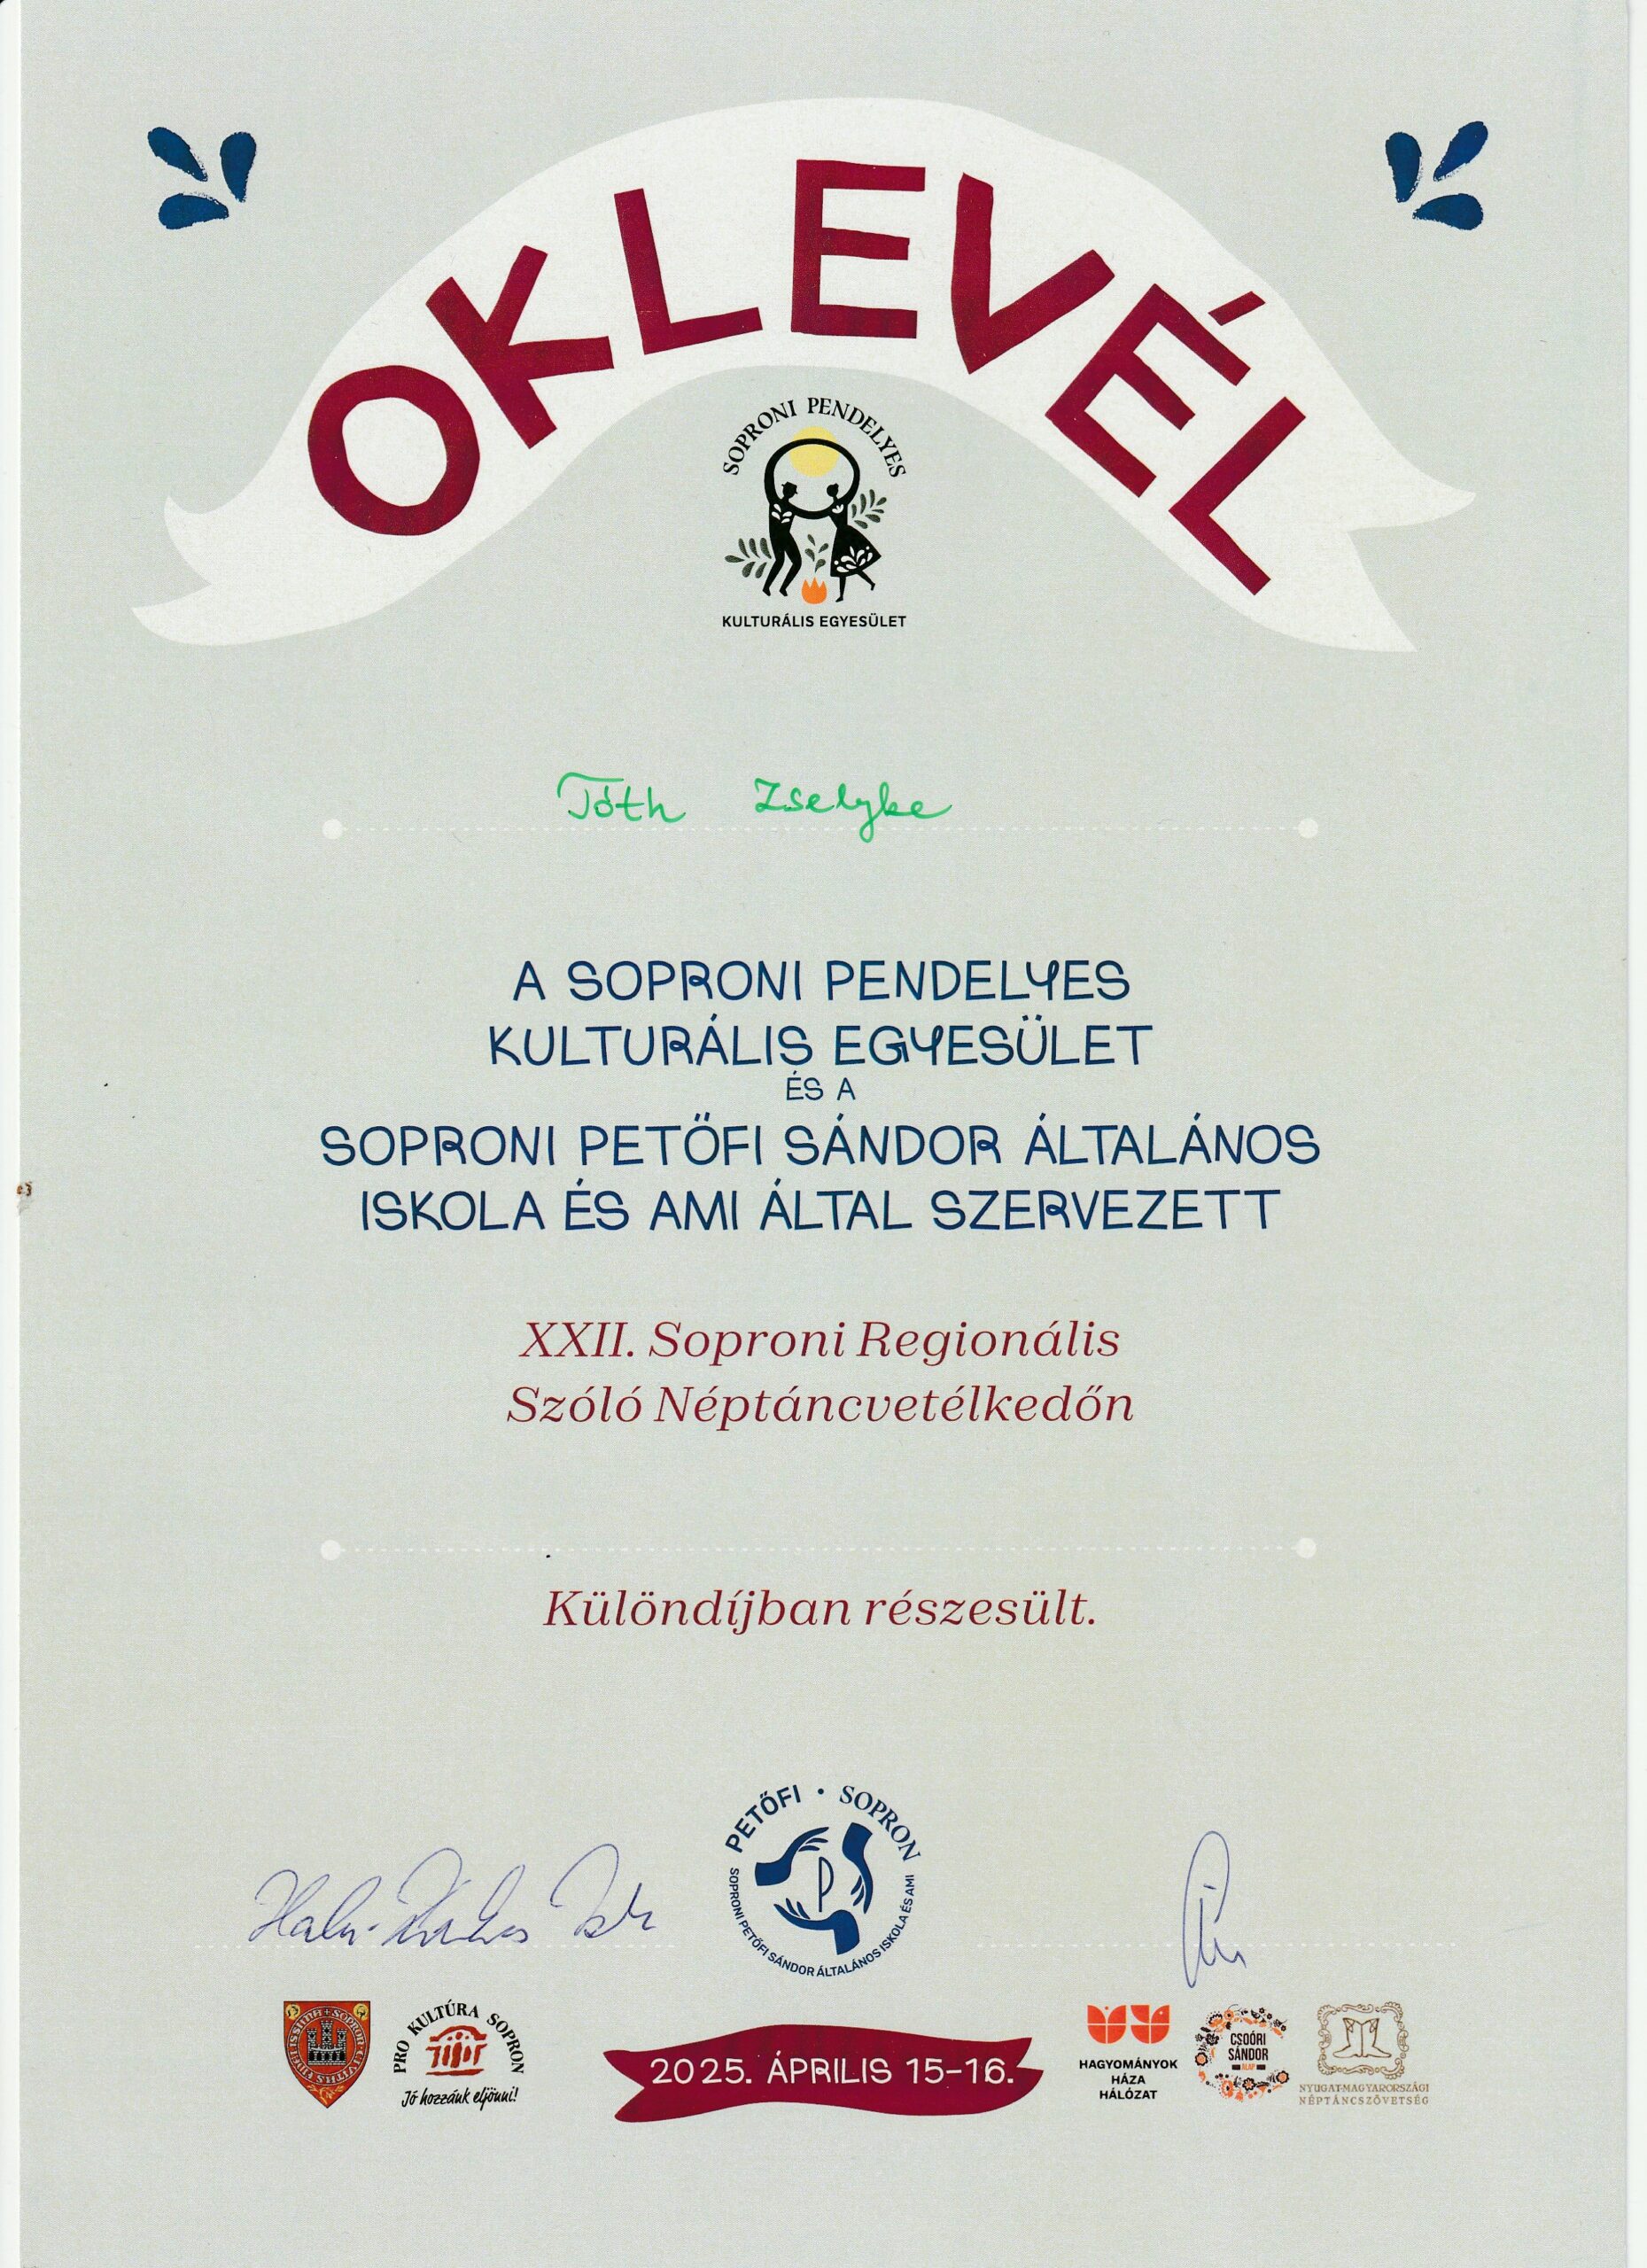 OKLEVÉL
SOPRONI PENDELYES
KULTURÁLIS EGYESÜLET
Tóth Zselyke
A SOPRONI PENDELYES
KULTURÁLIS EGYESÜLET
ÉS A
SOPRONI PETŐFI SÁNDOR ÁLTALÁNOS
ISKOLA ÉS AMI ÁLTAL SZERVEZETT
XXII. Soproni Regionális
Szóló Néptáncvetélkedőn
Különdíjban részesült.
PETŐFI • SOPRON
SOPRONI PETŐFI SÁNDOR ÁLTALÁNOS ISKOLA ÉS AMI
PRO KULTÚRA SOPRON
Jó hozzánk eljönni!
2025. ÁPRILIS 15-16.
HAGYOMÁNYOK
HÁZA
HÁLÓZAT
CSOÓRI
SÁNDOR
ALAP
NYUGAT-MAGYARORSZÁGI
NÉPTÁNCSZÖVETSÉG